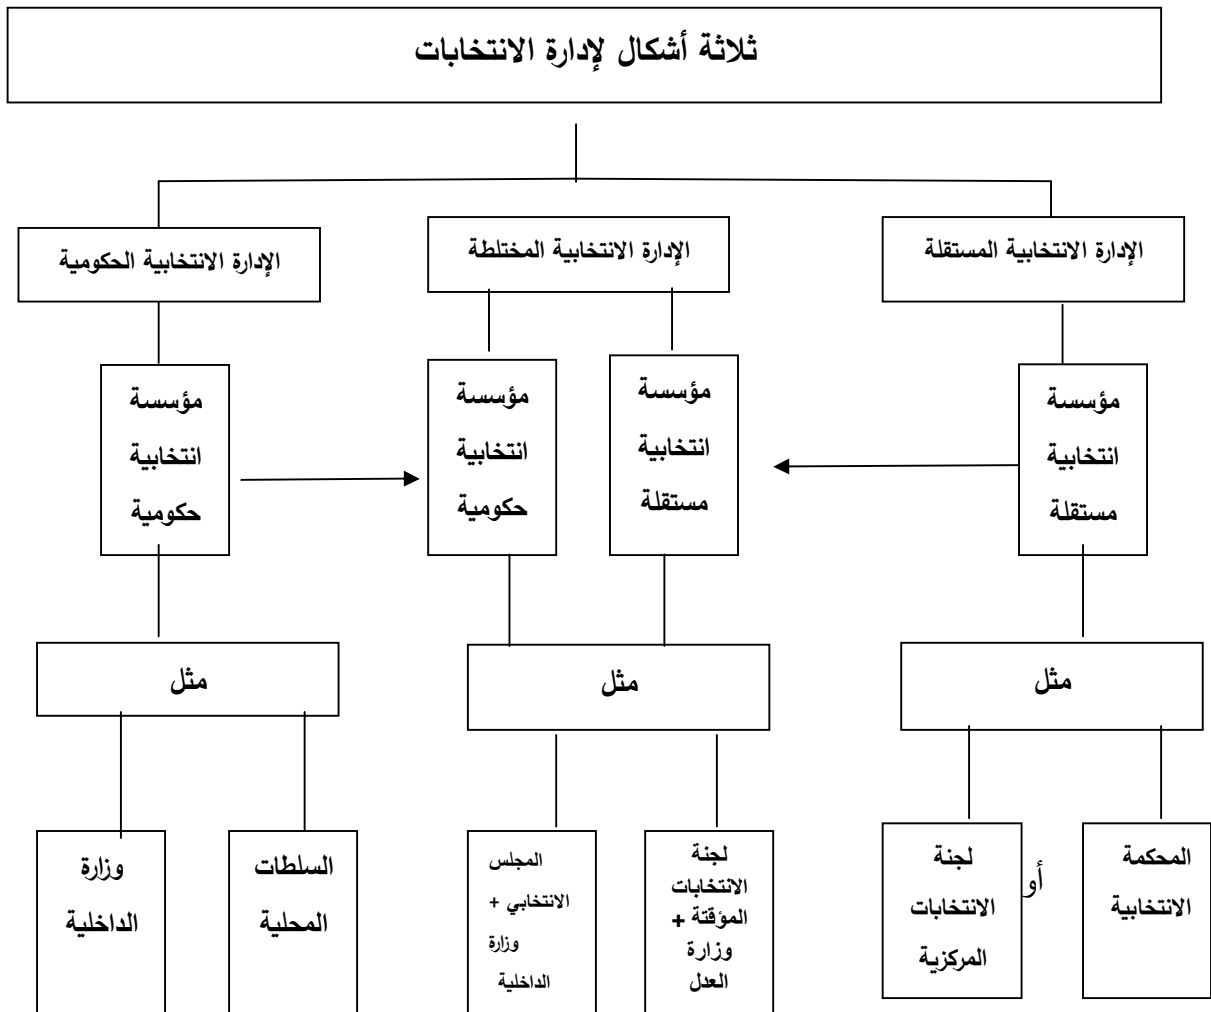 ثلاثة أشكال لإدارة الانتخابات
الإدارة الانتخابية المستقلة
الإدارة الانتخابية المختلطة
الإدارة الانتخابية الحكومية
مؤسسة
انتخابية
مستقلة
مؤسسة
انتخابية
مستقلة
مؤسسة
انتخابية
حكومية
مؤسسة
انتخابية
حكومية
مثل
مثل
مثل
المحكمة
الانتخابية
أو
لجنة
الانتخابات
المركزية
لجنة
الانتخابات
المؤقتة +
وزارة
العدل
المجلس
الانتخابي +
وزارة
الداخلية
السلطات
المحلية
وزارة
الداخلية